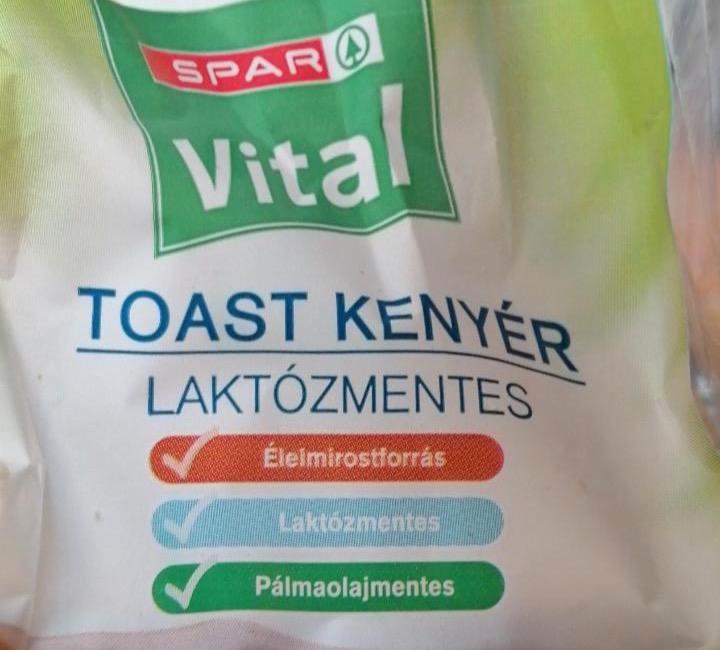 SPAR
Vital
TOAST KENYÉR
LAKTÓZMENTES
Élelmirostforrás
Laktózmentes
Pálmaolajmentes